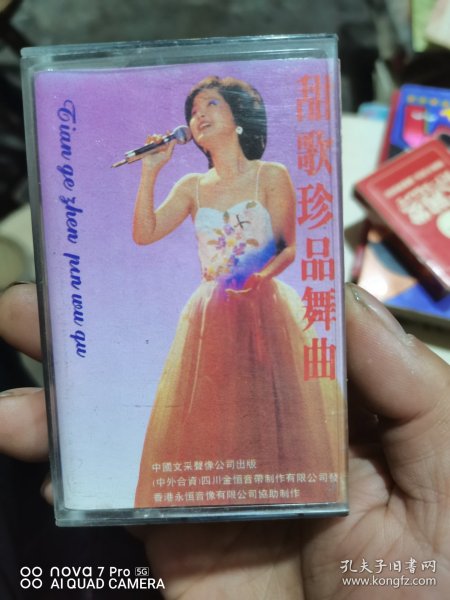 甜歌珍品舞曲
Tian ge zhen pin wu qu
中國文采聲像公司出版
(中外合資)四川金恒音帶制作有限公司發
香港永恒音像有限公司協助制作
nova 7 Pro 5G
AI QUAD CAMERA
孔夫子旧书网
www.kongfz.com